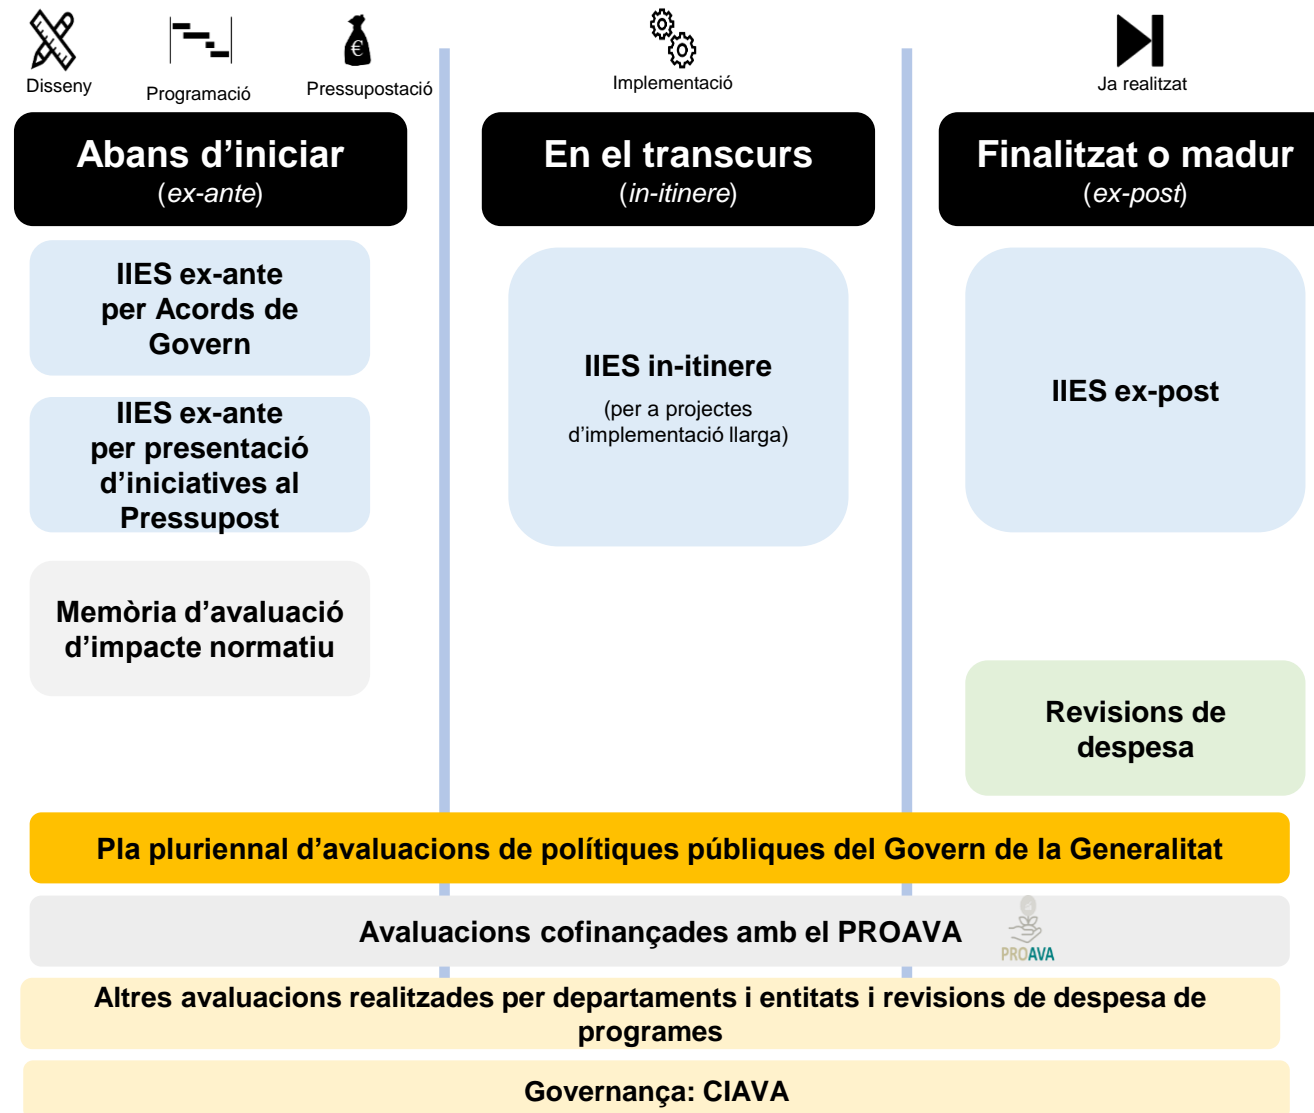 Disseny
Programació
€
Pressupostació
Implementació
Ja realitzat
Abans d’iniciar
(ex-ante)
En el transcurs
(in-itinere)
Finalitzat o madur
(ex-post)
IIES ex-ante
per Acords de
Govern
IIES ex-ante
per presentació
d’iniciatives al
Pressupost
Memòria d’avaluació
d’impacte normatiu
IIES in-itinere
(per a projectes
d’implementació llarga)
IIES ex-post
Revisions de
despesa
Pla pluriennal d’avaluacions de polítiques públiques del Govern de la Generalitat
Avaluacions cofinançades amb el PROAVA
PROAVA
Altres avaluacions realitzades per departaments i entitats i revisions de despesa de
programes
Governança: CIAVA